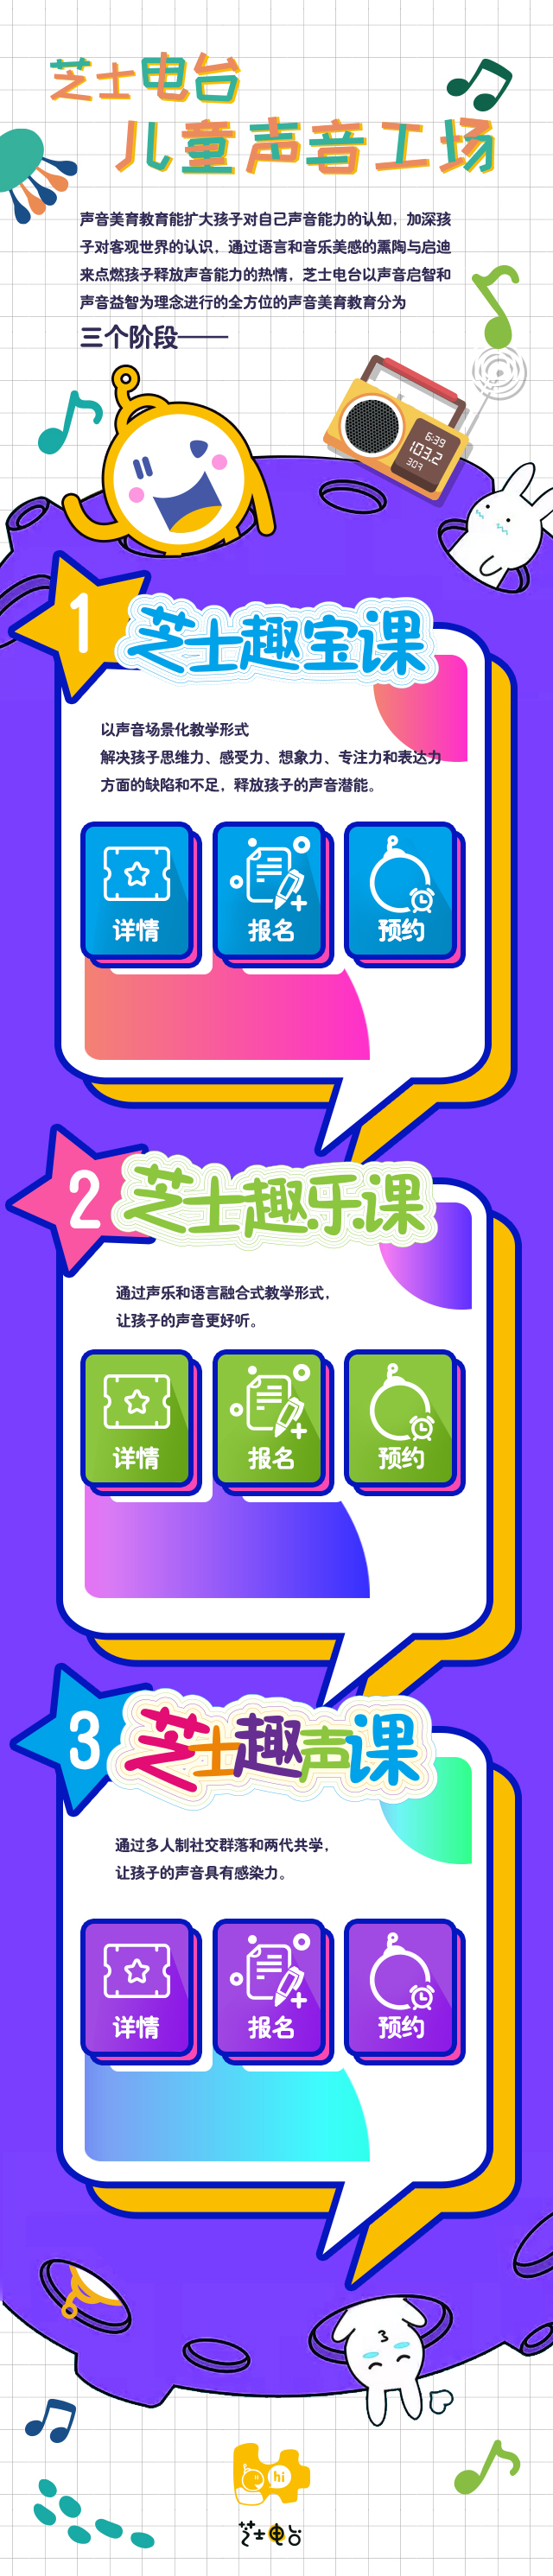 芝士电台
儿童声音工场
声音美育教育能扩大孩子对自己声音能力的认知，加深孩
子对客观世界的认识，通过语言和音乐美感的熏陶与启迪
来点燃孩子释放声音能力的热情，芝士电台以声音启智和
声音益智为理念进行的全方位的声音美育教育分为
三个阶段——
6:39
103.2
303
1
芝士趣宝课
以声音场景化教学形式
解决孩子思维力、感受力、想象力、专注力和表达力
方面的缺陷和不足，释放孩子的声音潜能。
详情 报名 预约
2
芝士趣乐课
通过声乐和语言融合式教学形式，
让孩子的声音更好听。
详情 报名 预约
3
芝士趣声课
通过多人制社交群落和两代共学，
让孩子的声音具有感染力。
详情 报名 预约
hi
芝士电台